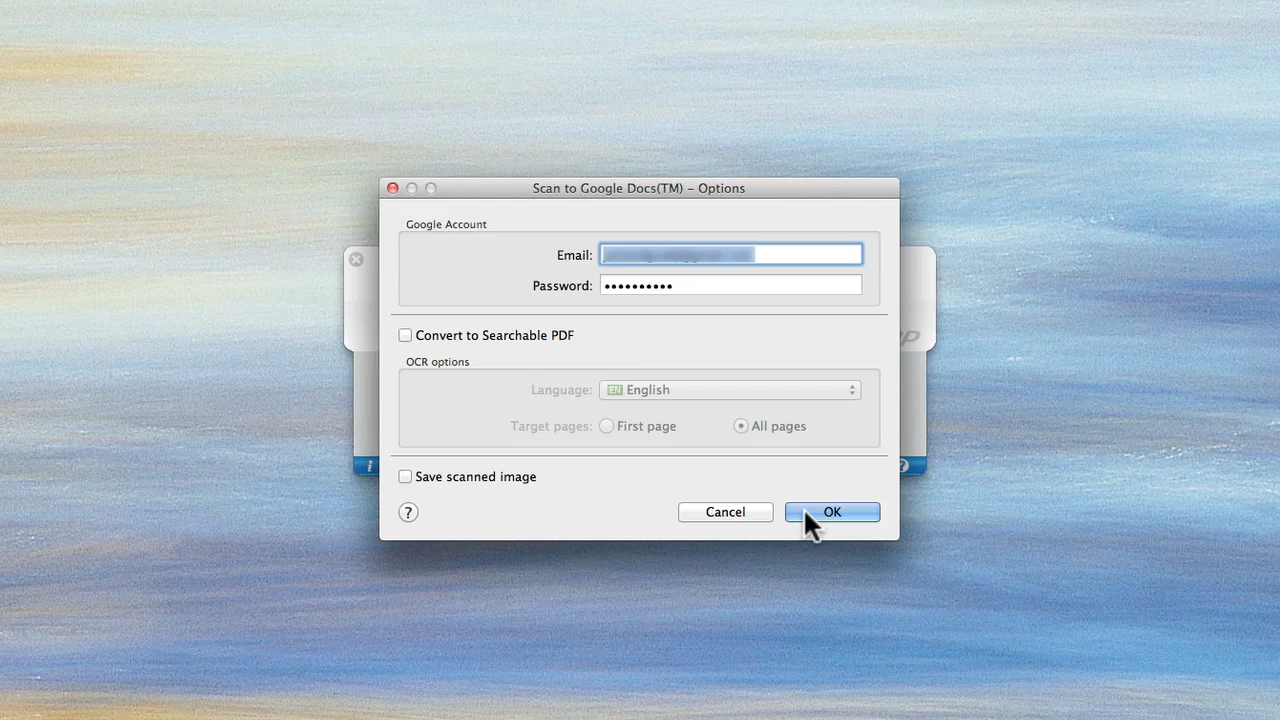 Scan to Google Docs(TM) – Options
Google Account
Email:
Password: ••••••••••
Convert to Searchable PDF
OCR options
Language: EN English
Target pages: First page All pages
Save scanned image
? Cancel OK
i ?